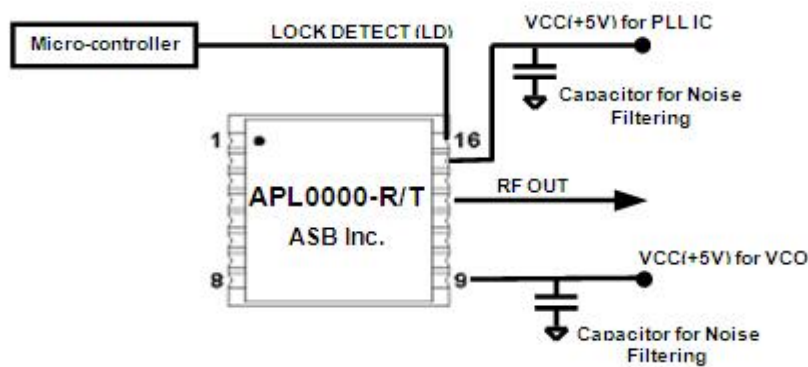 VCC(+5V) for PLL IC
Micro-controller
LOCK DETECT (LD)
Capacitor for Noise
Filtering
1
16
APL0000-R/T
ASB Inc.
RF OUT
8
9
VCC(+5V) for VCO
Capacitor for Noise
Filtering